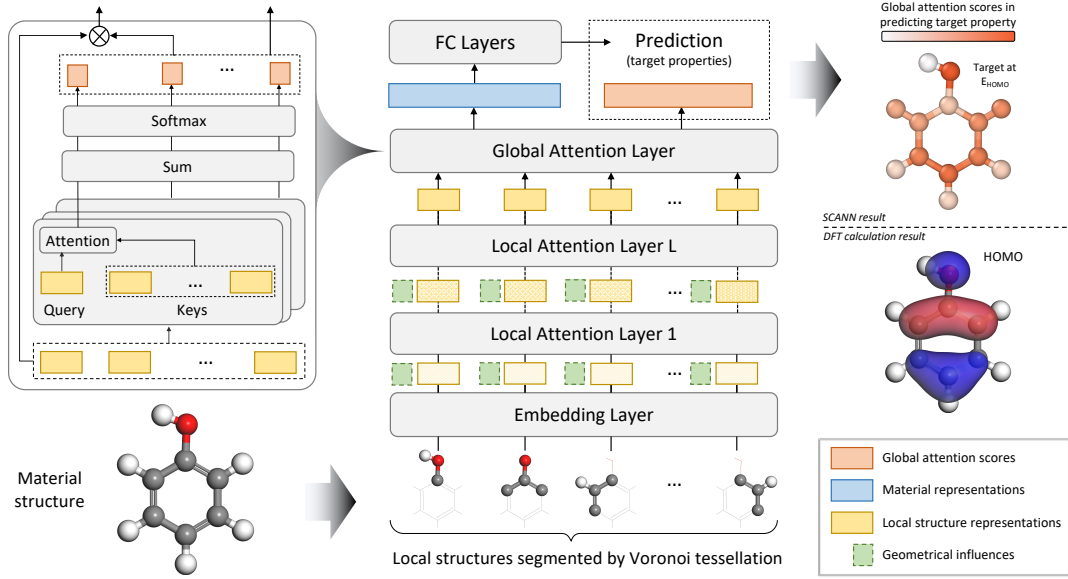 Softmax
Sum
Attention
Query
...
Keys
...
...
Material
structure
FC Layers
Prediction
(target properties)
Global Attention Layer
...
Local Attention Layer L
...
Local Attention Layer 1
...
Embedding Layer
...
Local structures segmented by Voronoi tessellation
Global attention scores in
predicting target property
Target at
E_HOMO
SCANN result
DFT calculation result
HOMO
Global attention scores
Material representations
Local structure representations
Geometrical influences